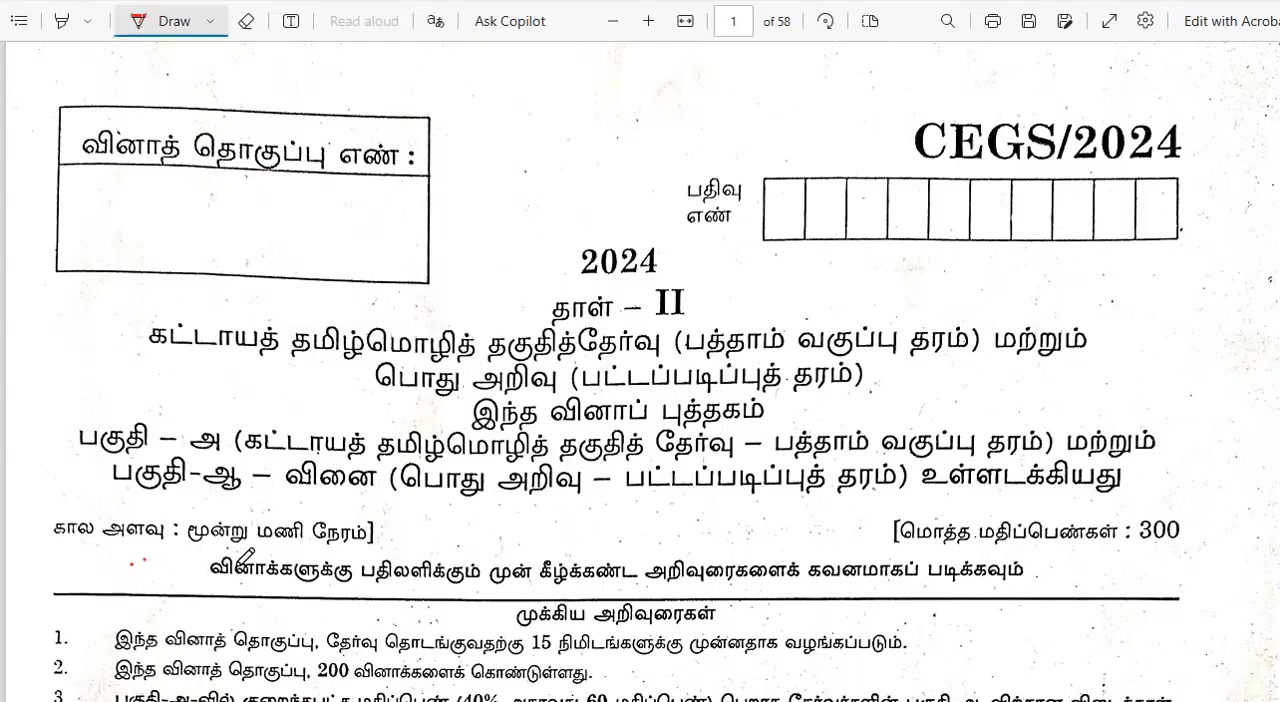 Draw
Read aloud
Ask Copilot
1 of 58
Edit with Acroba
வினாத் தொகுப்பு எண் :
CEGS/2024
பதிவு
எண்
2024
தாள் – II
கட்டாயத் தமிழ்மொழித் தகுதித்தேர்வு (பத்தாம் வகுப்பு தரம்) மற்றும்
பொது அறிவு (பட்டப்படிப்புத் தரம்)
இந்த வினாப் புத்தகம்
பகுதி – அ (கட்டாயத் தமிழ்மொழித் தகுதித் தேர்வு – பத்தாம் வகுப்பு தரம்) மற்றும்
பகுதி-ஆ – வினை (பொது அறிவு – பட்டப்படிப்புத் தரம்) உள்ளடக்கியது
கால அளவு : மூன்று மணி நேரம்]
[மொத்த மதிப்பெண்கள் : 300
வினாக்களுக்கு பதிலளிக்கும் முன் கீழ்க்கண்ட அறிவுரைகளைக் கவனமாகப் படிக்கவும்
முக்கிய அறிவுரைகள்
1. இந்த வினாத் தொகுப்பு, தேர்வு தொடங்குவதற்கு 15 நிமிடங்களுக்கு முன்னதாக வழங்கப்படும்.
2. இந்த வினாத் தொகுப்பு, 200 வினாக்களைக் கொண்டுள்ளது.
3